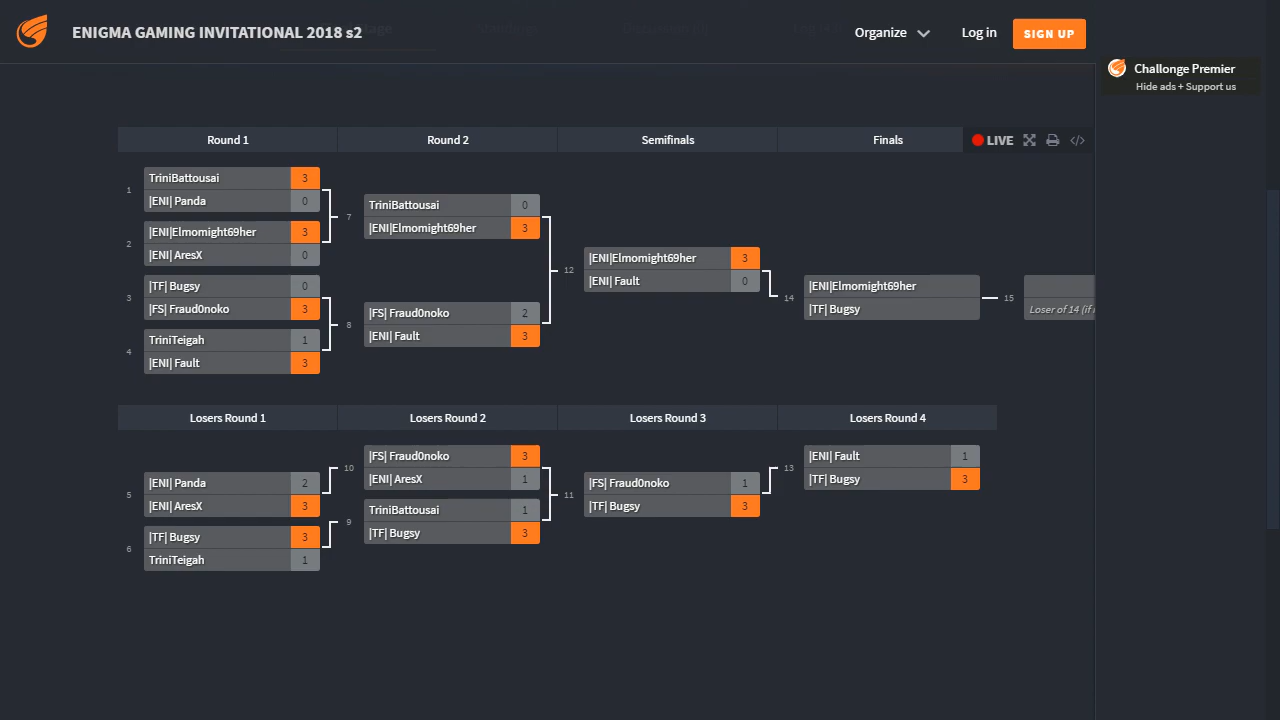 ENIGMA GAMING INVITATIONAL 2018 s2
Organize
Log in
SIGN UP
Challonge Premier
Hide ads + Support us
Round 1
Round 2
Semifinals
Finals
LIVE
1
TriniBattousai 3
|ENI| Panda 0
2
|ENI|Elmomight69her 3
|ENI| AresX 0
3
|TF| Bugsy 0
|FS| Fraud0noko 3
4
TriniTeigah 1
|ENI| Fault 3
7
TriniBattousai 0
|ENI|Elmomight69her 3
8
|FS| Fraud0noko 2
|ENI| Fault 3
12
|ENI|Elmomight69her 3
|ENI| Fault 0
14
|ENI|Elmomight69her
|TF| Bugsy
15
Loser of 14 (if
Losers Round 1
Losers Round 2
Losers Round 3
Losers Round 4
5
|ENI| Panda 2
|ENI| AresX 3
6
|TF| Bugsy 3
TriniTeigah 1
10
|FS| Fraud0noko 3
|ENI| AresX 1
9
TriniBattousai 1
|TF| Bugsy 3
11
|FS| Fraud0noko 1
|TF| Bugsy 3
13
|ENI| Fault 1
|TF| Bugsy 3